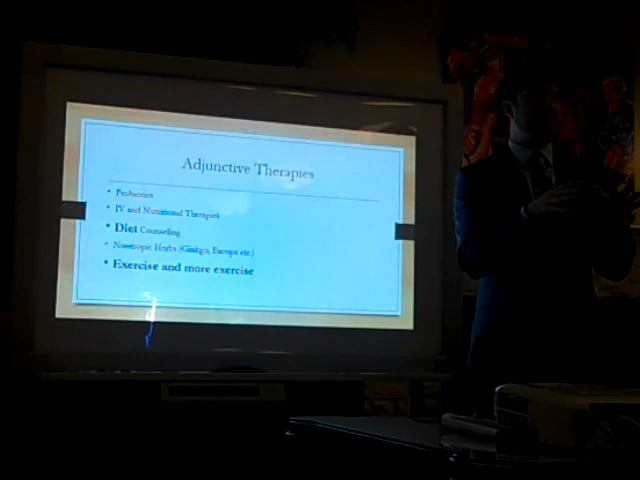 Adjunctive Therapies
• Probiotics
• IV and Nutritional Therapies
• Diet Counseling
• Nootropic Herbs (Ginkgo, Bacopa etc.)
• Exercise and more exercise